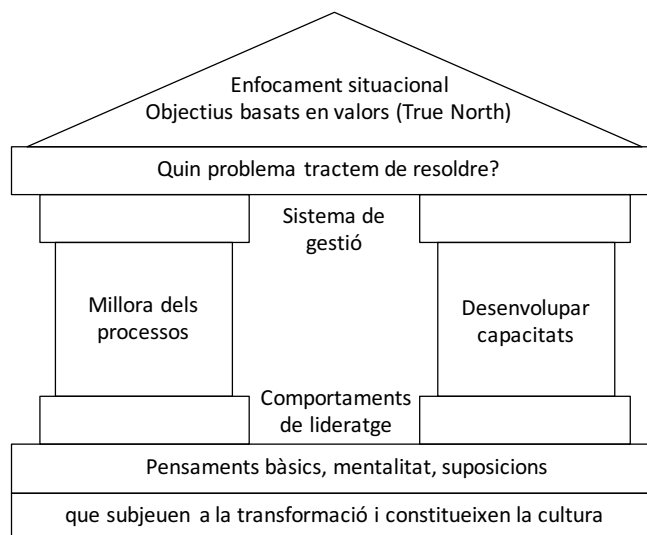 Enfocament situacional
Objectius basats en valors (True North)
Quin problema tractem de resoldre?
Sistema de
gestió
Millora dels
processos
Desenvolupar
capacitats
Comportaments
de lideratge
Pensaments bàsics, mentalitat, suposicions
que subjeuen a la transformació i constitueixen la cultura